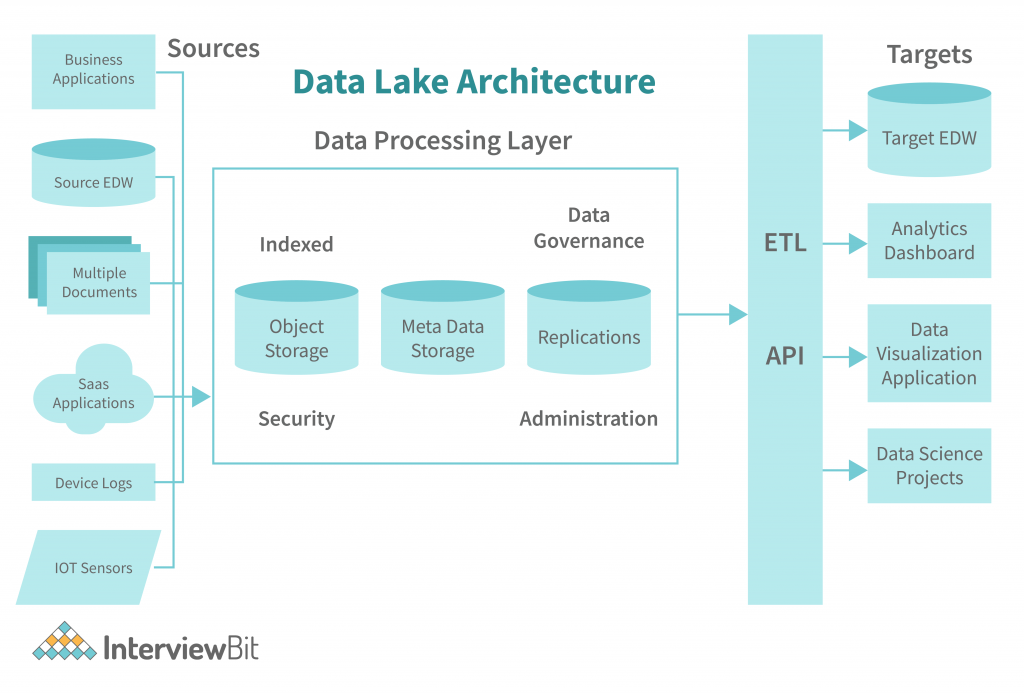 Sources
Business
Applications
Source EDW
Multiple
Documents
Saas
Applications
Device Logs
IOT Sensors
Data Lake Architecture
Data Processing Layer
Indexed
Data
Governance
Object
Storage
Meta Data
Storage
Replications
Security
Administration
ETL
API
Targets
Target EDW
Analytics
Dashboard
Data
Visualization
Application
Data Science
Projects
InterviewBit